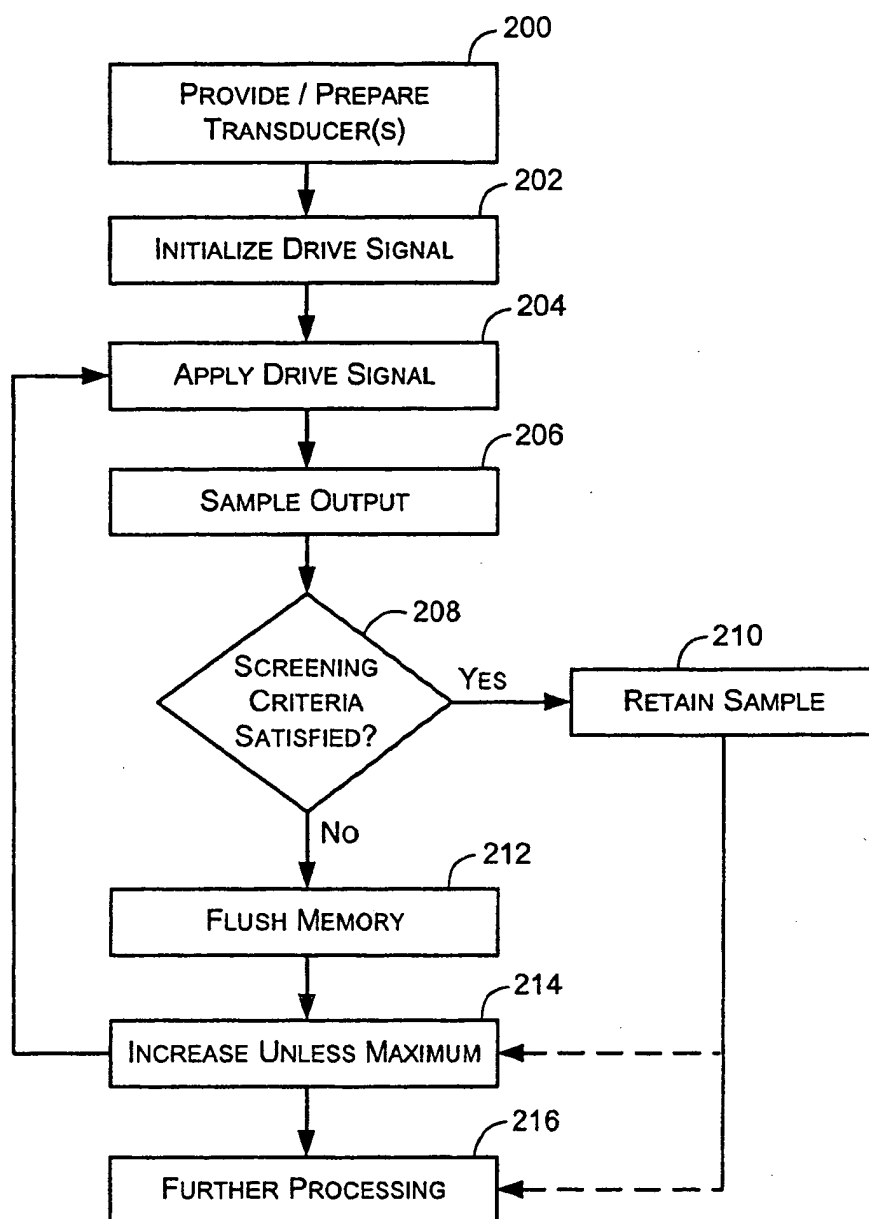 200
PROVIDE / PREPARE
TRANSDUCER(S)
202
INITIALIZE DRIVE SIGNAL
204
APPLY DRIVE SIGNAL
206
SAMPLE OUTPUT
208
SCREENING
CRITERIA
SATISFIED?
YES
210
RETAIN SAMPLE
NO
212
FLUSH MEMORY
214
INCREASE UNLESS MAXIMUM
216
FURTHER PROCESSING